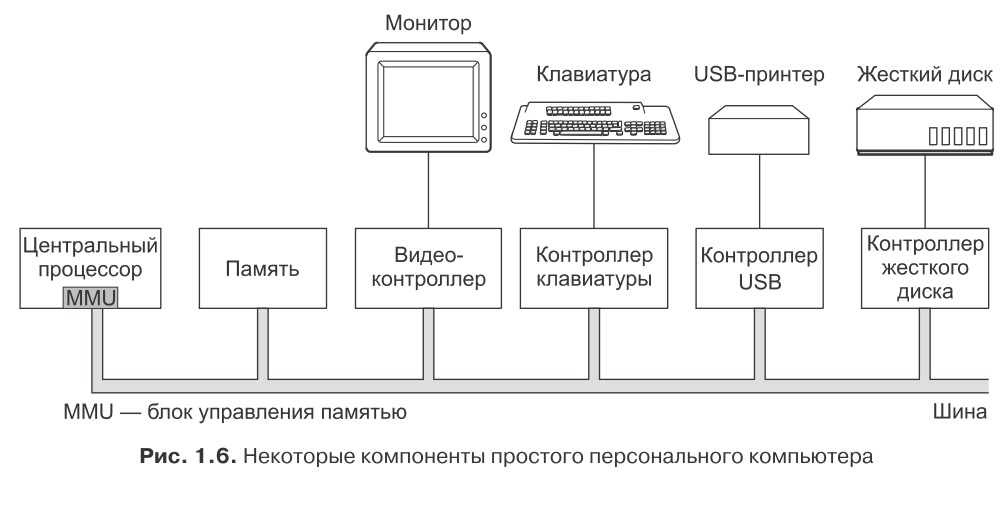 Монитор
Клавиатура
USB-принтер
Жесткий диск
Центральный
процессор
MMU
Память
Видео-
контроллер
Контроллер
клавиатуры
Контроллер
USB
Контроллер
жесткого
диска
MMU — блок управления памятью
Шина
Рис. 1.6. Некоторые компоненты простого персонального компьютера